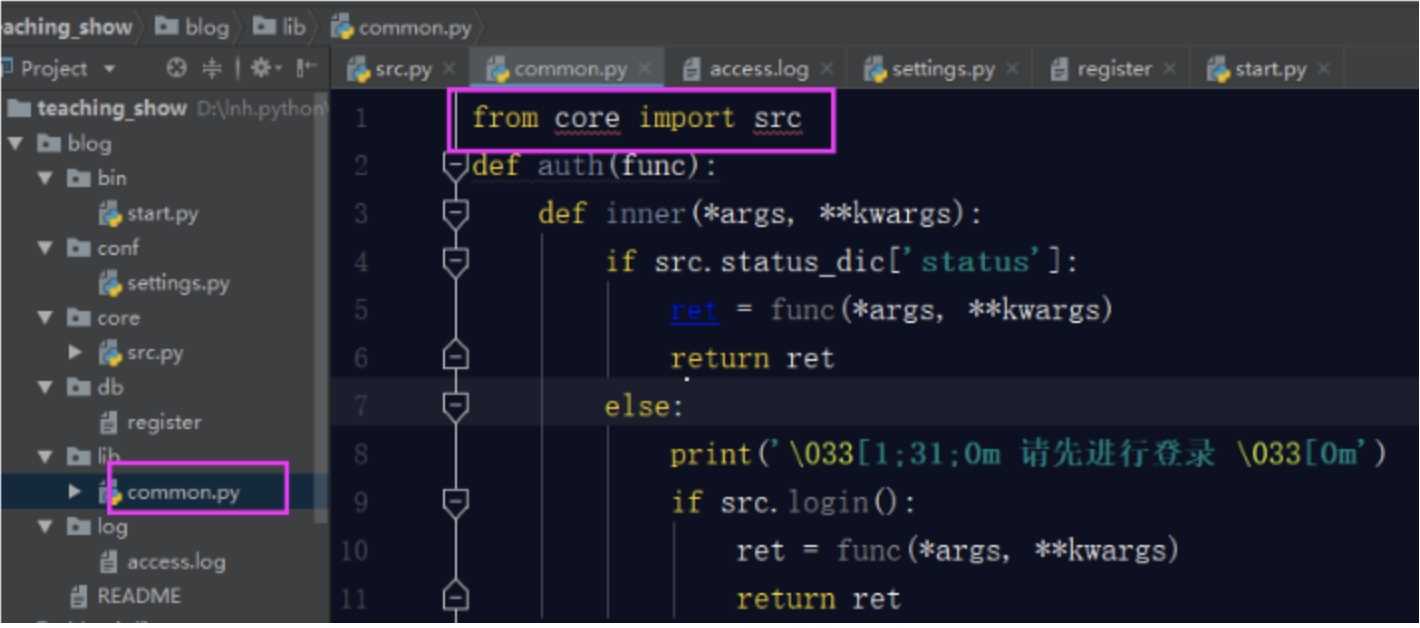 eaching_show blog lib common.py
Project src.py common.py access.log settings.py register start.py
teaching_show D:\lnh.python\
blog
bin
start.py
conf
settings.py
core
src.py
db
register
lib
common.py
log
access.log
README
1 from core import src
2 def auth(func):
3 def inner(*args, **kwargs):
4 if src.status_dic['status']:
5 ret = func(*args, **kwargs)
6 return ret
7 else:
8 print('\033[1;31;0m 请先进行登录 \033[0m')
9 if src.login():
10 ret = func(*args, **kwargs)
11 return ret